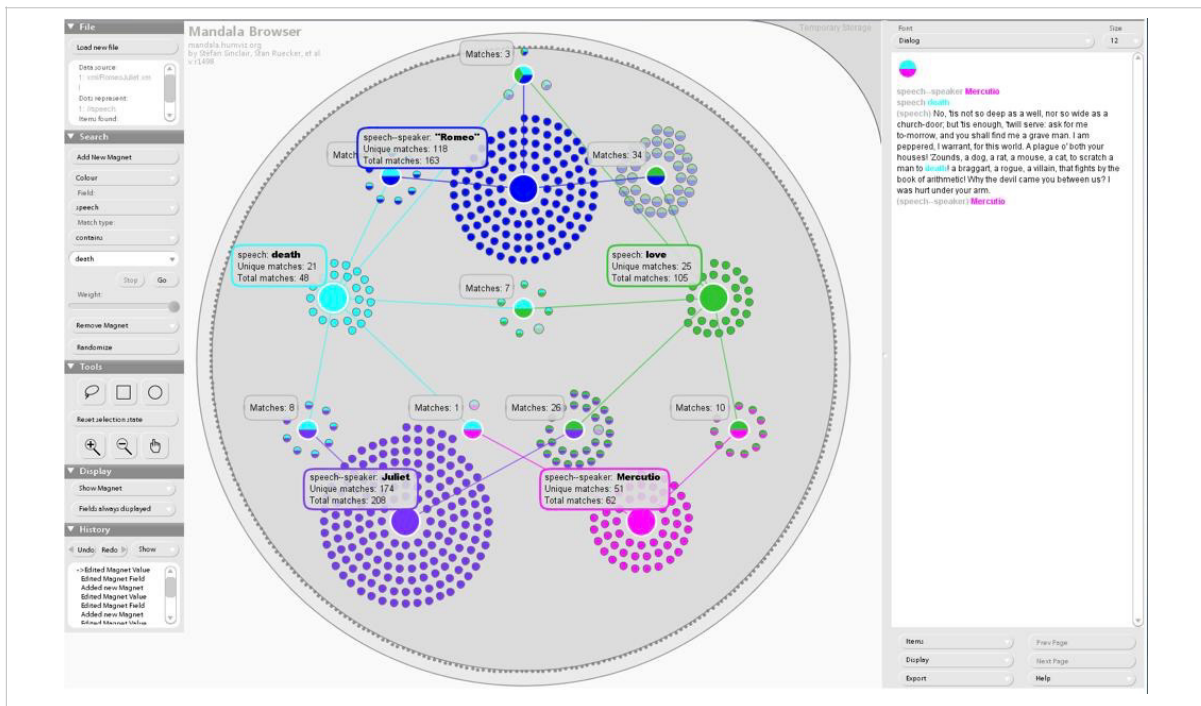 File
Load new file
Data source:
1: xml/RomeoJuliet.xm
l
Dots represent:
1: //speech
Items found:
Search
Add New Magnet
Colour
Field:
speech
Match type:
contains
death
Stop
Go
Weight:
Remove Magnet
Randomize
Tools
Reset selection state
Display
Show Magnet
Fields always displayed
History
Undo
Redo
Show
->Edited Magnet Value
Edited Magnet Field
Added new Magnet
Edited Magnet Value
Edited Magnet Field
Added new Magnet
Edited Magnet Value
Mandala Browser
mandala.humviz.org
by Stefan Sinclair, Stan Ruecker, et al.
Temporary Storage
Matches: 3
speech--speaker: "Romeo"
Unique matches: 118
Total matches: 163
Matches: 34
speech: death
Unique matches: 21
Total matches: 48
speech: love
Unique matches: 25
Total matches: 105
Matches: 7
Matches: 8
Matches: 1
Matches: 26
Matches: 10
speech--speaker: Juliet
Unique matches: 174
Total matches: 208
speech--speaker: Mercutio
Unique matches: 51
Total matches: 62
Font
Size
Dialog
12
speech--speaker Mercutio
speech death
(speech) No, 'tis not so deep as a well, nor so wide as a
church-door; but 'tis enough, 'twill serve: ask for me
to-morrow, and you shall find me a grave man. I am
peppered, I warrant, for this world. A plague o' both your
houses! 'Zounds, a dog, a rat, a mouse, a cat, to scratch a
man to death! a braggart, a rogue, a villain, that fights by the
book of arithmetic! Why the devil came you between us? I
was hurt under your arm.
(speech--speaker) Mercutio
Items
Prev Page
Display
Next Page
Export
Help